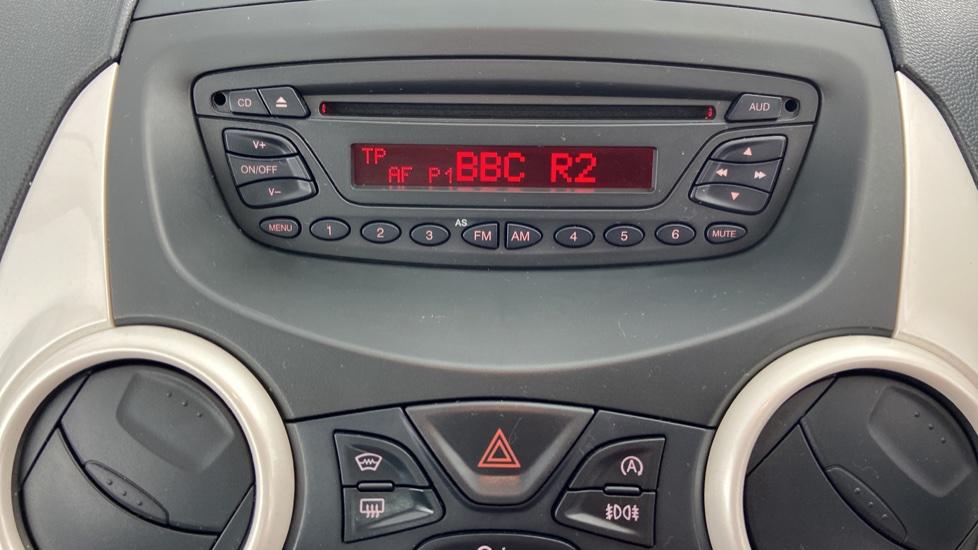 CD AUD
V+
ON/OFF
V-
TP
AF P1 BBC R2
AS
MENU 1 2 3 FM AM 4 5 6 MUTE
A